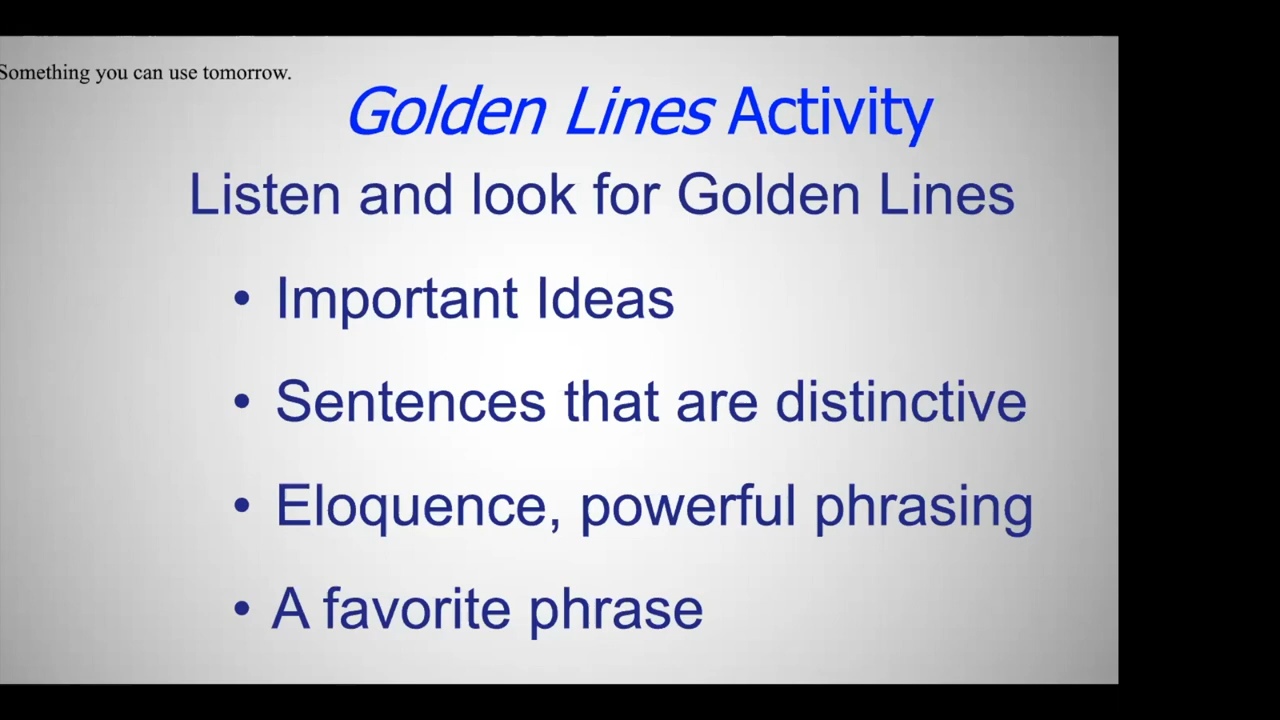 Something you can use tomorrow.
Golden Lines Activity
Listen and look for Golden Lines
• Important Ideas
• Sentences that are distinctive
• Eloquence, powerful phrasing
• A favorite phrase